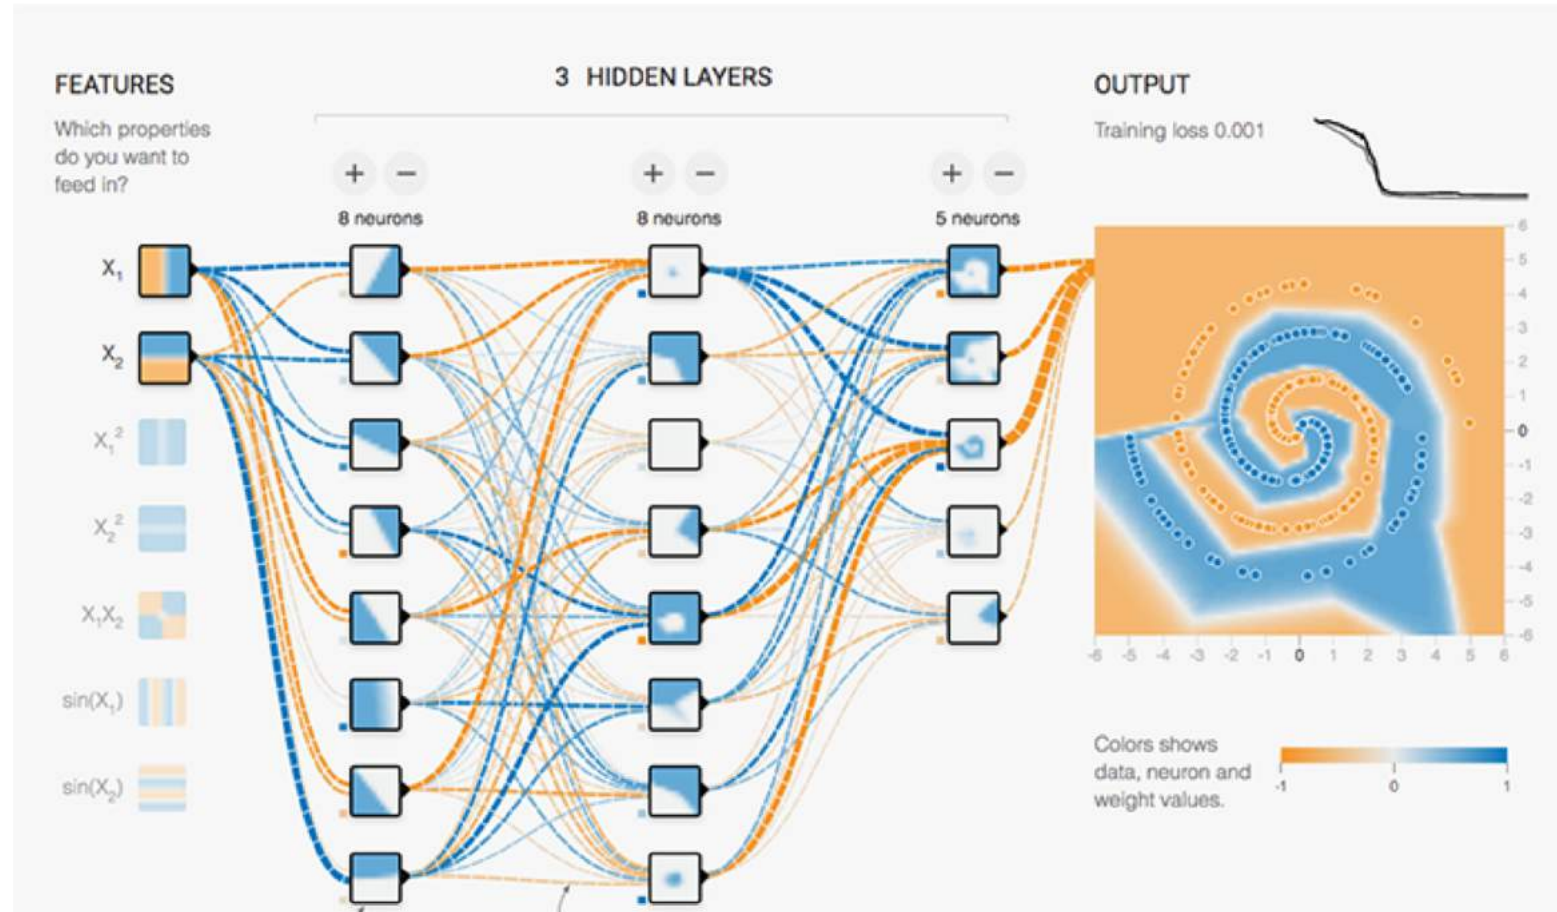 FEATURES
Which properties
do you want to
feed in?
X₁
X₂
X₁²
X₂²
X₁X₂
sin(X₁)
sin(X₂)
3 HIDDEN LAYERS
+ −
8 neurons
+ −
8 neurons
+ −
5 neurons
OUTPUT
Training loss 0.001
6
5
4
3
2
1
0
-1
-2
-3
-4
-5
-6
-6 -5 -4 -3 -2 -1 0 1 2 3 4 5 6
Colors shows
data, neuron and
weight values.
-1 0 1